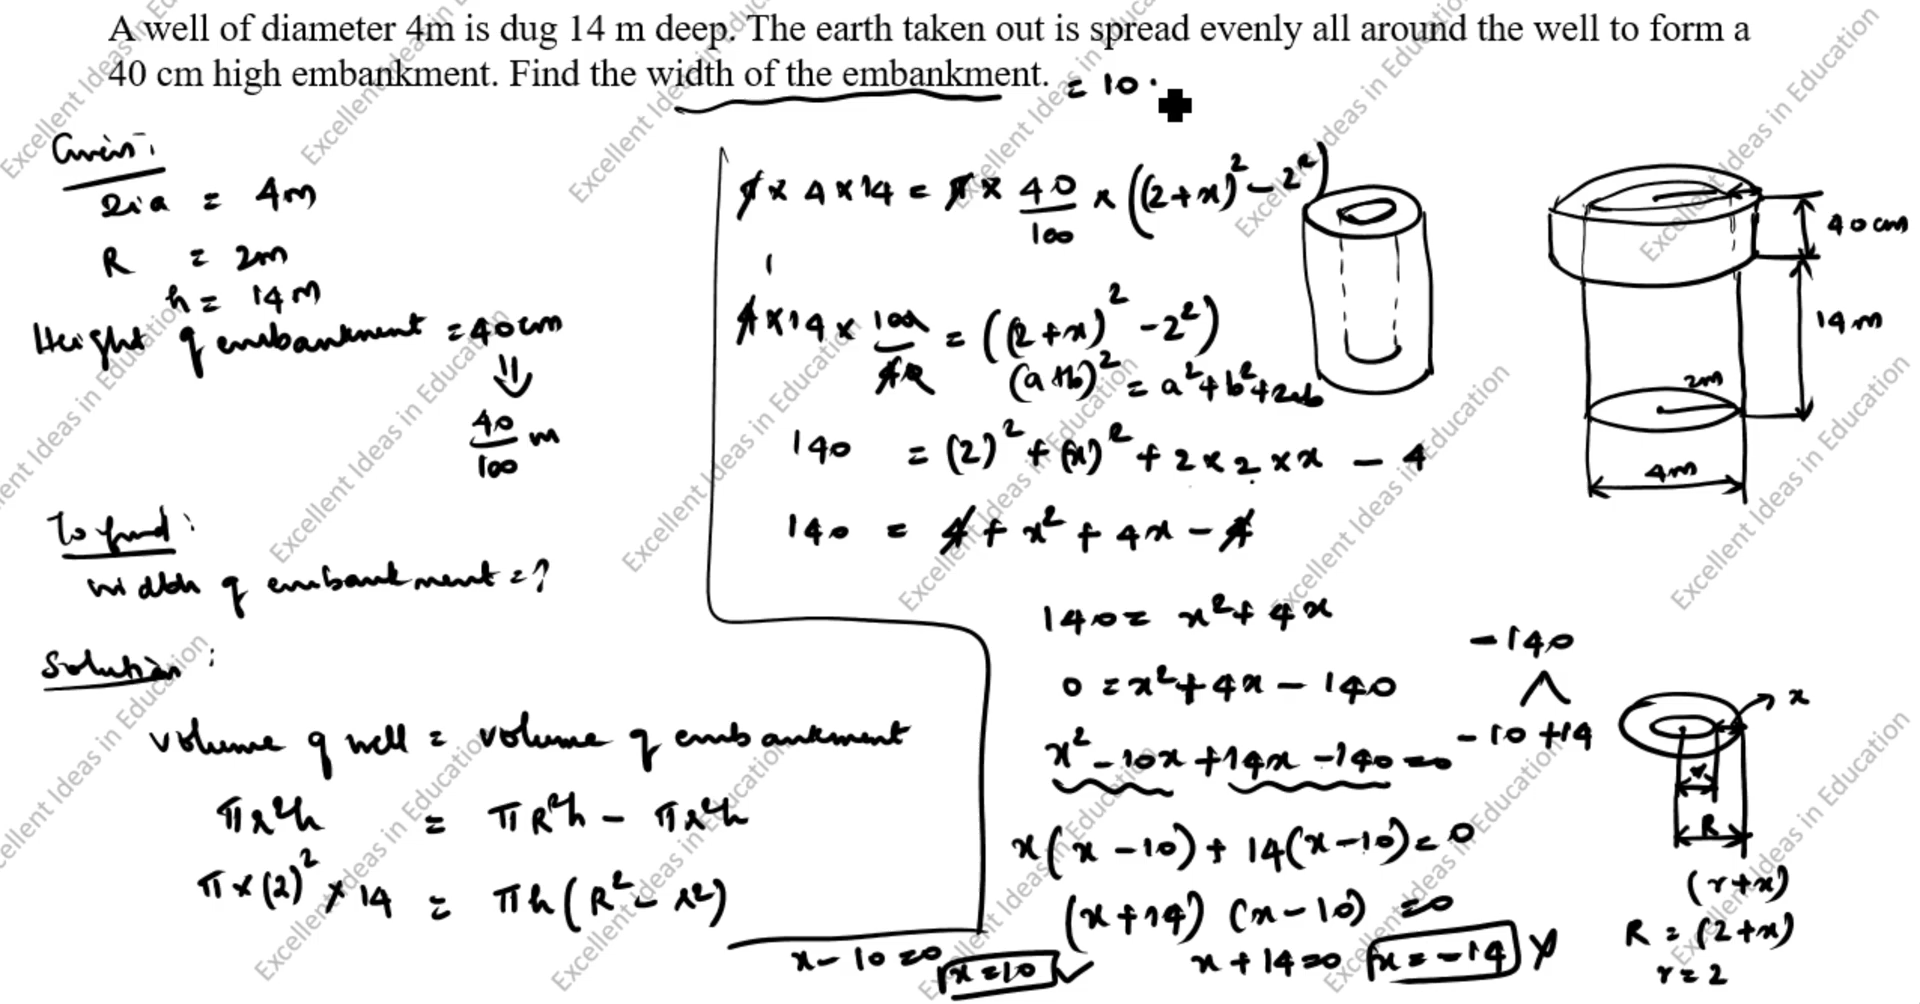 A well of diameter 4m is dug 14 m deep. The earth taken out is spread evenly all around the well to form a
40 cm high embankment. Find the width of the embankment. = 10.
Given:
Dia = 4m
R = 2m
h = 14m
Height of embankment = 40cm
⇓
40/100 m
To find:
width of embankment = ?
Solution:
volume of well = volume of embankment
πr²h = πR²h - πr²h
π×(2)² × 14 = πh(R² - r²)
π × 4 × 14 = π × 40/100 × ((2+x)² - 2²)
1
4 × 14 × 100/40 = ((2+x)² - 2²)
(a+b)² = a²+b²+2ab
140 = (2)² + (x)² + 2×2×x - 4
140 = 4 + x² + 4x - 4
140 = x² + 4x
0 = x² + 4x - 140
x² - 10x + 14x - 140 = 0
x(x - 10) + 14(x - 10) = 0
(x + 14) (x - 10) = 0
x + 14 = 0 x = -14
x - 10 = 0 x = 10 ✓
-140
-10 +14
40cm
14m
2m
4m
x
r
R
(r+x)
R = (2+x)
r = 2
Excellent Ideas in Education